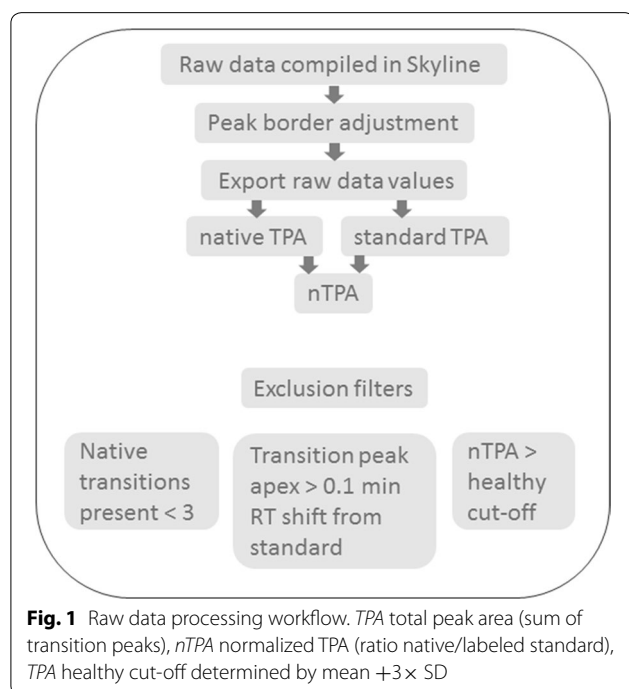 Raw data compiled in Skyline
Peak border adjustment
Export raw data values
native TPA
standard TPA
nTPA
Exclusion filters
Native
transitions
present < 3
Transition peak
apex > 0.1 min
RT shift from
standard
nTPA >
healthy
cut-off
Fig. 1 Raw data processing workflow. TPA total peak area (sum of
transition peaks), nTPA normalized TPA (ratio native/labeled standard),
TPA healthy cut-off determined by mean +3× SD